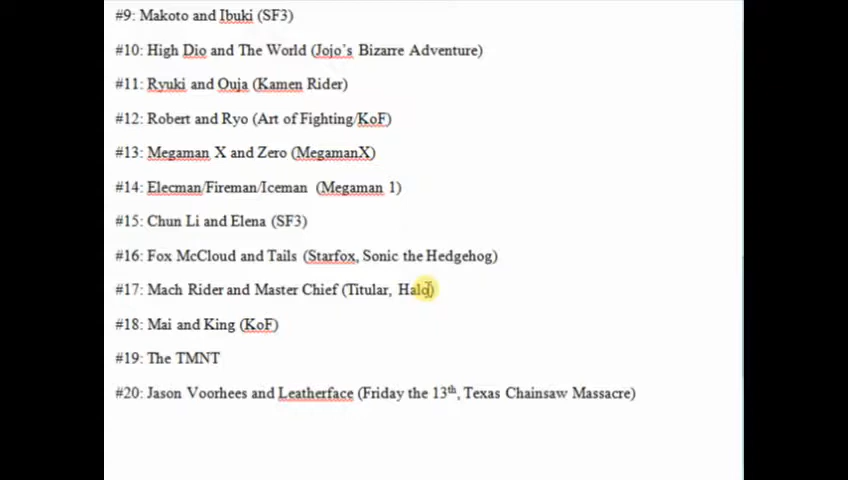 #9: Makoto and Ibuki (SF3)
#10: High Dio and The World (Jojo’s Bizarre Adventure)
#11: Ryuki and Ouja (Kamen Rider)
#12: Robert and Ryo (Art of Fighting/KoF)
#13: Megaman X and Zero (MegamanX)
#14: Elecman/Fireman/Iceman (Megaman 1)
#15: Chun Li and Elena (SF3)
#16: Fox McCloud and Tails (Starfox, Sonic the Hedgehog)
#17: Mach Rider and Master Chief (Titular, Halo)
#18: Mai and King (KoF)
#19: The TMNT
#20: Jason Voorhees and Leatherface (Friday the 13th, Texas Chainsaw Massacre)